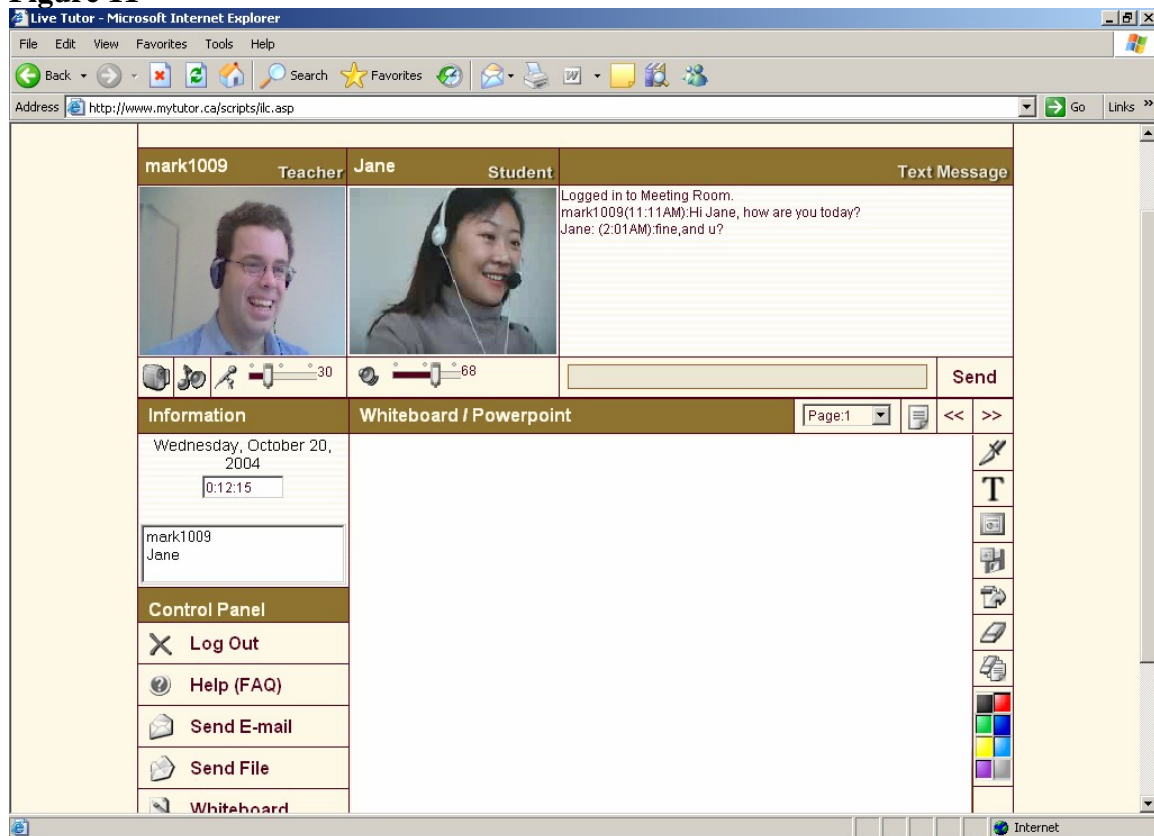 Figure 11
Live Tutor - Microsoft Internet Explorer
File Edit View Favorites Tools Help
Back Search Favorites
Address http://www.mytutor.ca/scripts/ilc.asp Go Links »
mark1009 Teacher Jane Student Text Message
Logged in to Meeting Room.
mark1009(11:11AM):Hi Jane, how are you today?
Jane: (2:01AM):fine,and u?
30 68 Send
Information Whiteboard / Powerpoint Page:1 << >>
Wednesday, October 20,
2004
0:12:15
T
mark1009
Jane
Control Panel
Log Out
Help (FAQ)
Send E-mail
Send File
Whiteboard
Internet